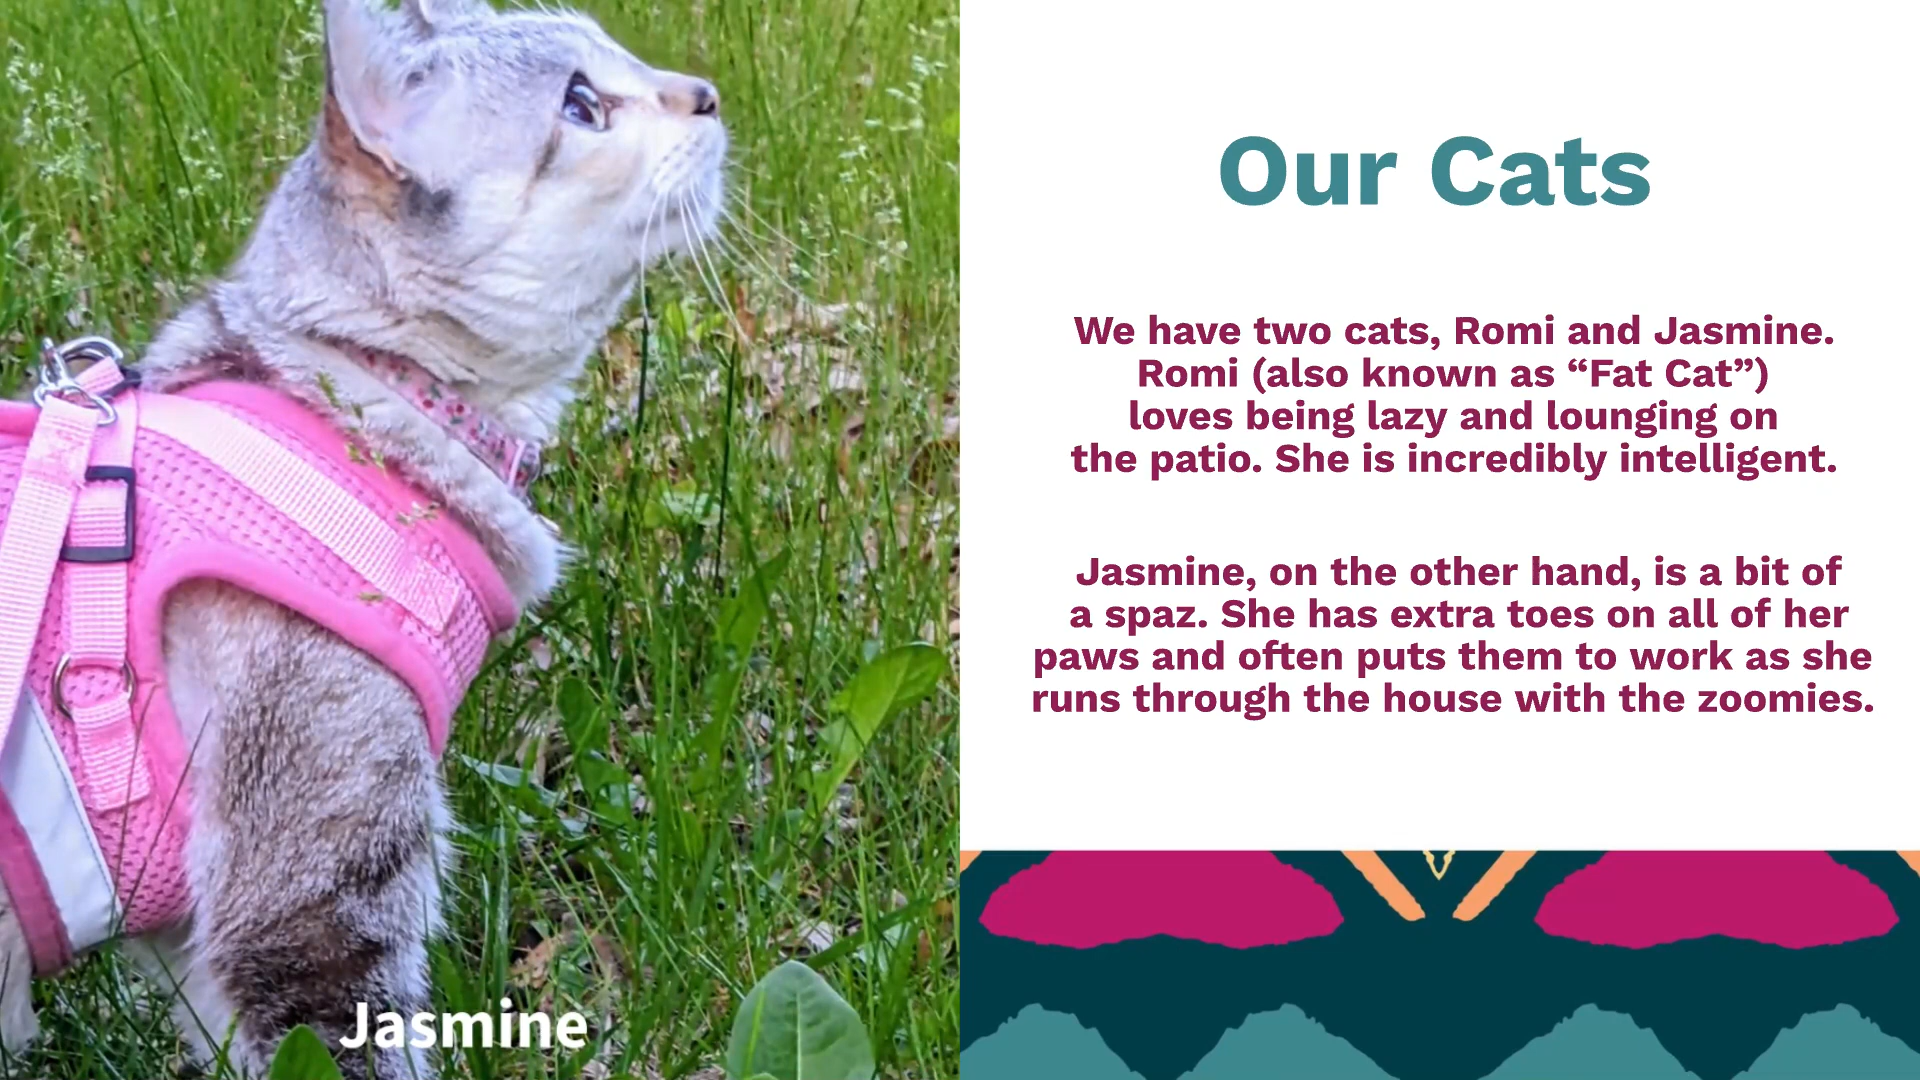 Our Cats
We have two cats, Romi and Jasmine.
Romi (also known as “Fat Cat”)
loves being lazy and lounging on
the patio. She is incredibly intelligent.
Jasmine, on the other hand, is a bit of
a spaz. She has extra toes on all of her
paws and often puts them to work as she
runs through the house with the zoomies.
Jasmine